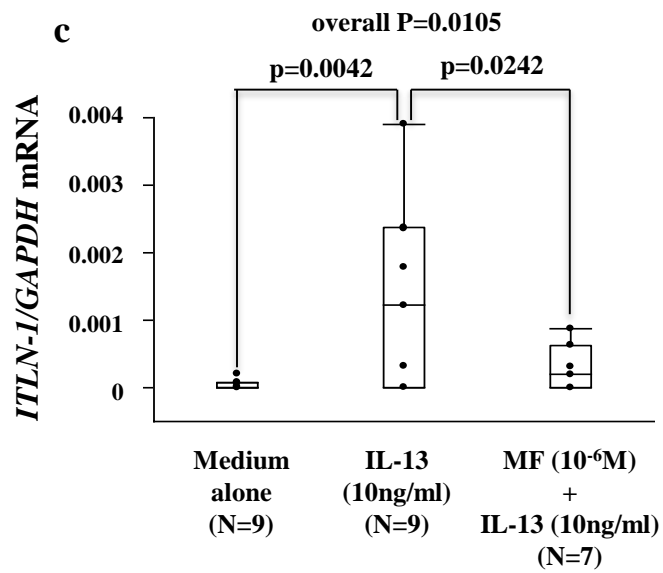 c
overall P=0.0105
p=0.0042 p=0.0242
ITLN-1/GAPDH mRNA
0.004
0.003
0.002
0.001
0
Medium
alone
(N=9)
IL-13
(10ng/ml)
(N=9)
MF (10⁻⁶M)
+
IL-13 (10ng/ml)
(N=7)